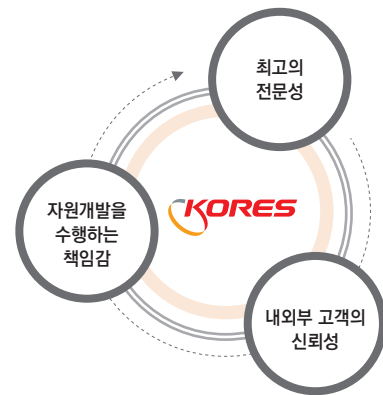 최고의
전문성
자원개발을
수행하는
책임감
KORES
내외부 고객의
신뢰성